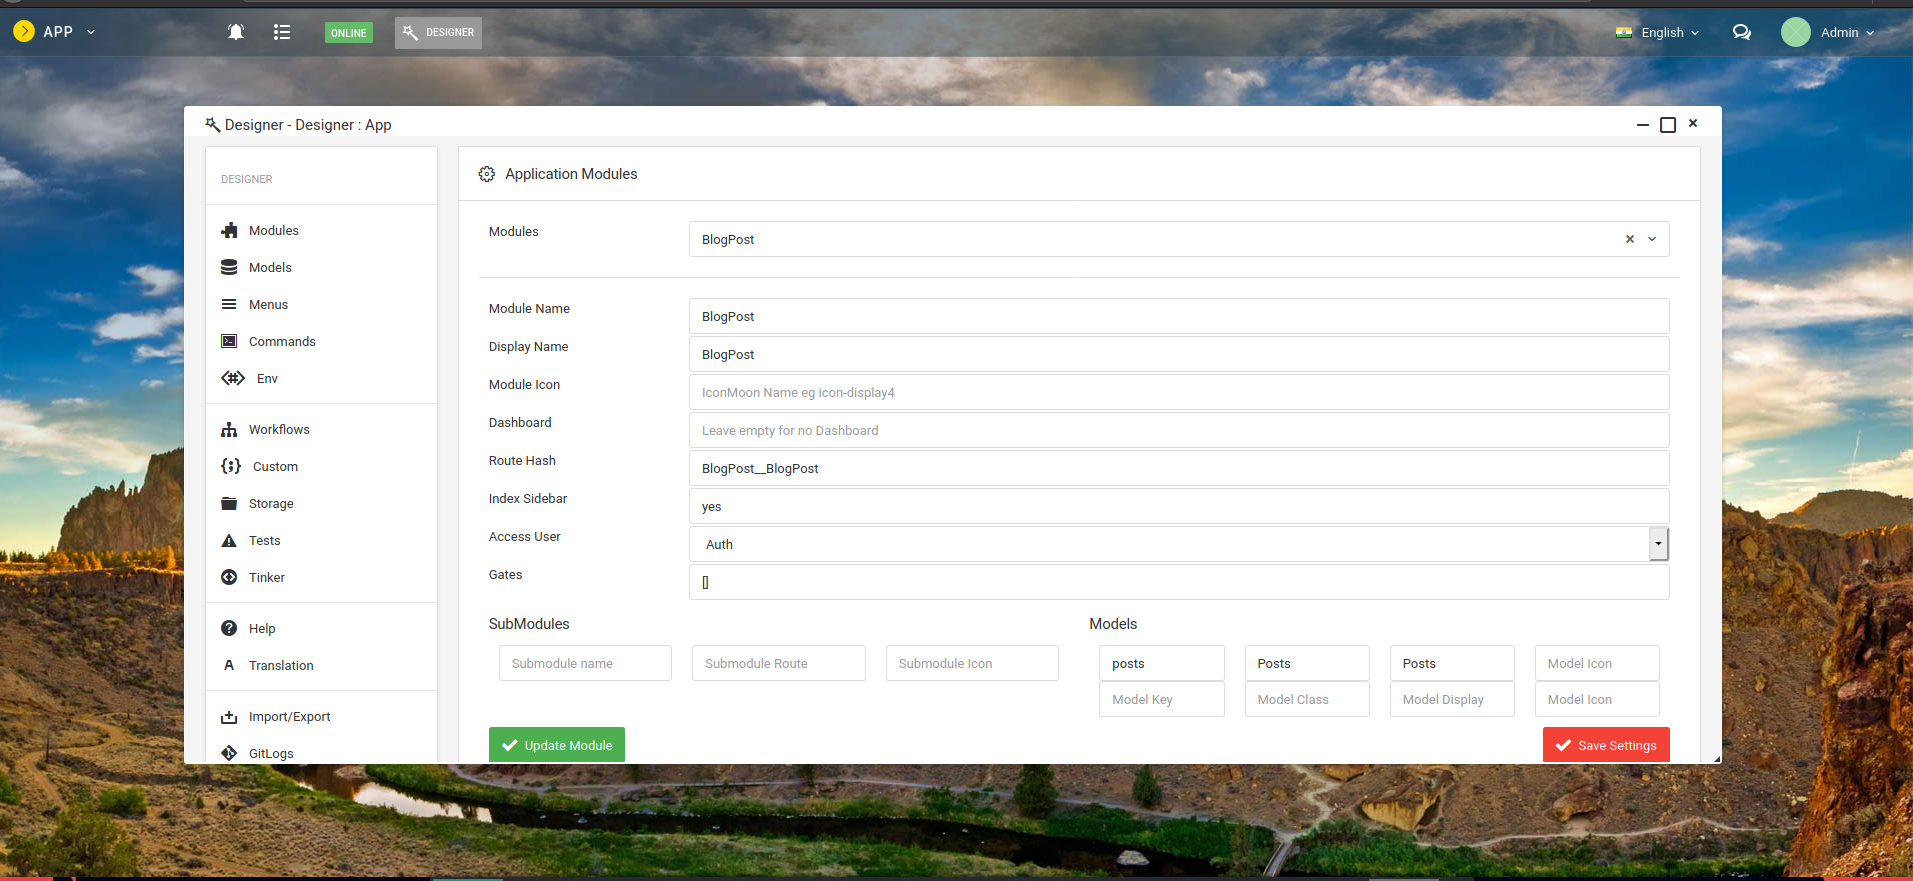 APP
ONLINE
DESIGNER
English
Admin
Designer - Designer : App
DESIGNER
Modules
Models
Menus
Commands
Env
Workflows
Custom
Storage
Tests
Tinker
Help
Translation
Import/Export
GitLogs
Application Modules
Modules
BlogPost
Module Name
BlogPost
Display Name
BlogPost
Module Icon
IconMoon Name eg icon-display4
Dashboard
Leave empty for no Dashboard
Route Hash
BlogPost__BlogPost
Index Sidebar
yes
Access User
Auth
Gates
[]
SubModules
Submodule name
Submodule Route
Submodule Icon
Models
posts
Posts
Posts
Model Icon
Model Key
Model Class
Model Display
Model Icon
Update Module
Save Settings